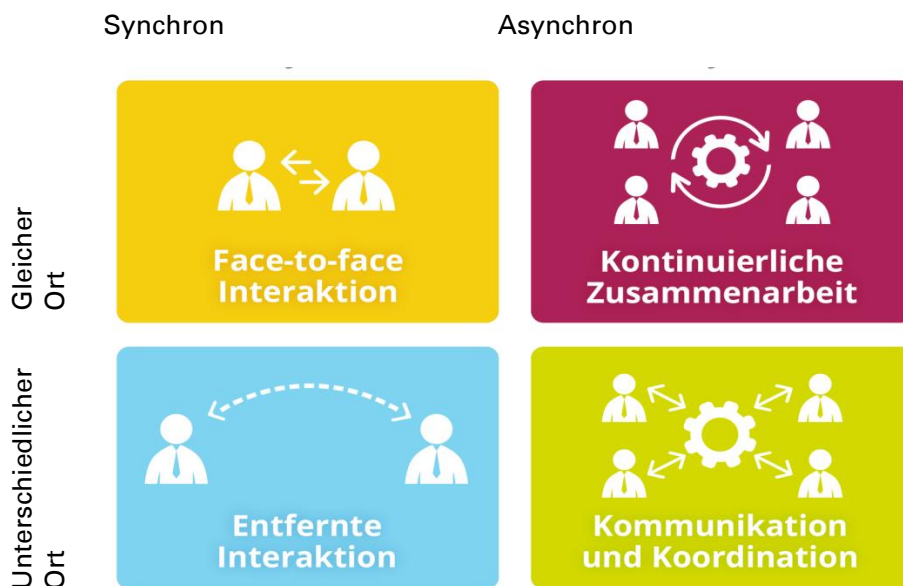 Synchron
Asynchron
Gleicher
Ort
Face-to-face
Interaktion
Kontinuierliche
Zusammenarbeit
Unterschiedlicher
Ort
Entfernte
Interaktion
Kommunikation
und Koordination